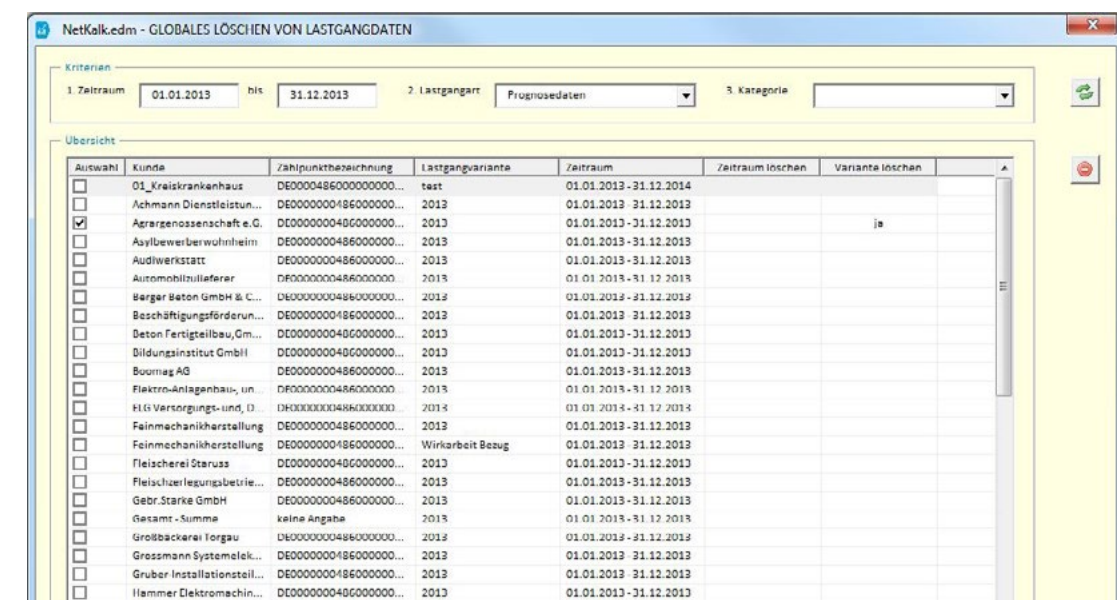 NetKalk.edm - GLOBALES LÖSCHEN VON LASTGANGDATEN
Kriterien
1. Zeitraum 01.01.2013 bis 31.12.2013 2. Lastgangart Prognosedaten 3. Kategorie
Übersicht
Auswahl Kunde Zählpunktbezeichnung Lastgangvariante Zeitraum Zeitraum löschen Variante löschen
01_Kreiskrankenhaus DE0000486000000000... test 01.01.2013 - 31.12.2014
Achmann Dienstleistun... DE0000000486000000... 2013 01.01.2013 - 31.12.2013
Agrargenossenschaft e.G. DE0000000486000000... 2013 01.01.2013 - 31.12.2013 ja
Asylbewerberwohnheim DE0000000486000000... 2013 01.01.2013 - 31.12.2013
Audiwerkstatt DE0000000486000000... 2013 01.01.2013 - 31.12.2013
Automobilzulieferer DE0000000486000000... 2013 01.01.2013 - 31.12.2013
Berger Beton GmbH & C... DE0000000486000000... 2013 01.01.2013 - 31.12.2013
Beschäftigungsförderun... DE0000000486000000... 2013 01.01.2013 - 31.12.2013
Beton Fertigteilbau,Gm... DE0000000486000000... 2013 01.01.2013 - 31.12.2013
Bildungsinstitut GmbH DE0000000486000000... 2013 01.01.2013 - 31.12.2013
Boomag AG DE0000000486000000... 2013 01.01.2013 - 31.12.2013
Elektro-Anlagenbau-, un... DE0000000486000000... 2013 01.01.2013 - 31.12.2013
ELG Versorgungs- und, D... DE0000000486000000... 2013 01.01.2013 - 31.12.2013
Feinmechanikherstellung DE0000000486000000... 2013 01.01.2013 - 31.12.2013
Feinmechanikherstellung DE0000000486000000... Wirkarbeit Bezug 01.01.2013 - 31.12.2013
Fleischerei Staruss DE0000000486000000... 2013 01.01.2013 - 31.12.2013
Fleischzerlegungsbetrie... DE0000000486000000... 2013 01.01.2013 - 31.12.2013
Gebr.Starke GmbH DE0000000486000000... 2013 01.01.2013 - 31.12.2013
Gesamt - Summe keine Angabe 2013 01.01.2013 - 31.12.2013
Großbäckerei Torgau DE0000000486000000... 2013 01.01.2013 - 31.12.2013
Grossmann Systemelek... DE0000000486000000... 2013 01.01.2013 - 31.12.2013
Gruber-Installationsteil... DE0000000486000000... 2013 01.01.2013 - 31.12.2013
Hammer Elektromachin... DE0000000486000000... 2013 01.01.2013 - 31.12.2013